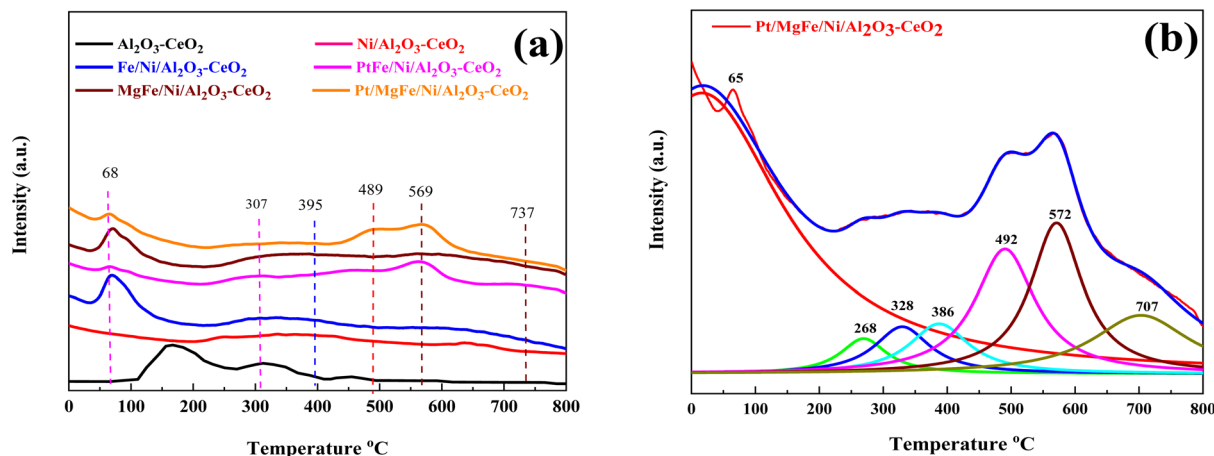 (a)
Al₂O₃-CeO₂
Ni/Al₂O₃-CeO₂
Fe/Ni/Al₂O₃-CeO₂
PtFe/Ni/Al₂O₃-CeO₂
MgFe/Ni/Al₂O₃-CeO₂
Pt/MgFe/Ni/Al₂O₃-CeO₂
Intensity (a.u.)
68
307
395
489
569
737
0 100 200 300 400 500 600 700 800
Temperature ºC
(b)
Pt/MgFe/Ni/Al₂O₃-CeO₂
Intensity (a.u.)
65
268
328
386
492
572
707
0 100 200 300 400 500 600 700 800
Temperature ºC